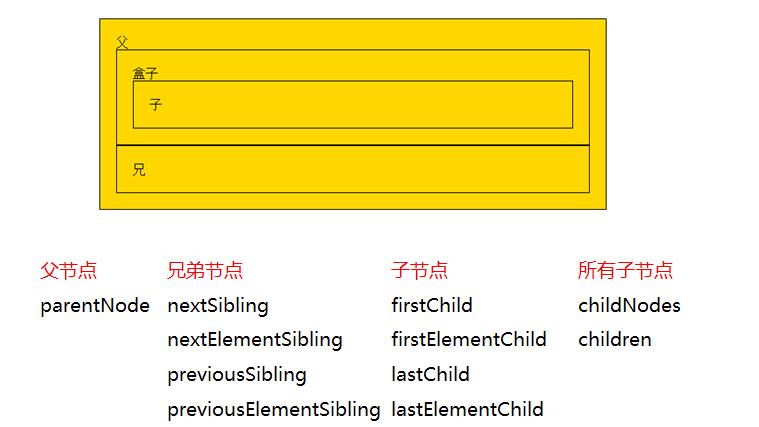 父
盒子
子
兄
父节点 兄弟节点 子节点 所有子节点
parentNode nextSibling firstChild childNodes
nextElementSibling firstElementChild children
previousSibling lastChild
previousElementSibling lastElementChild